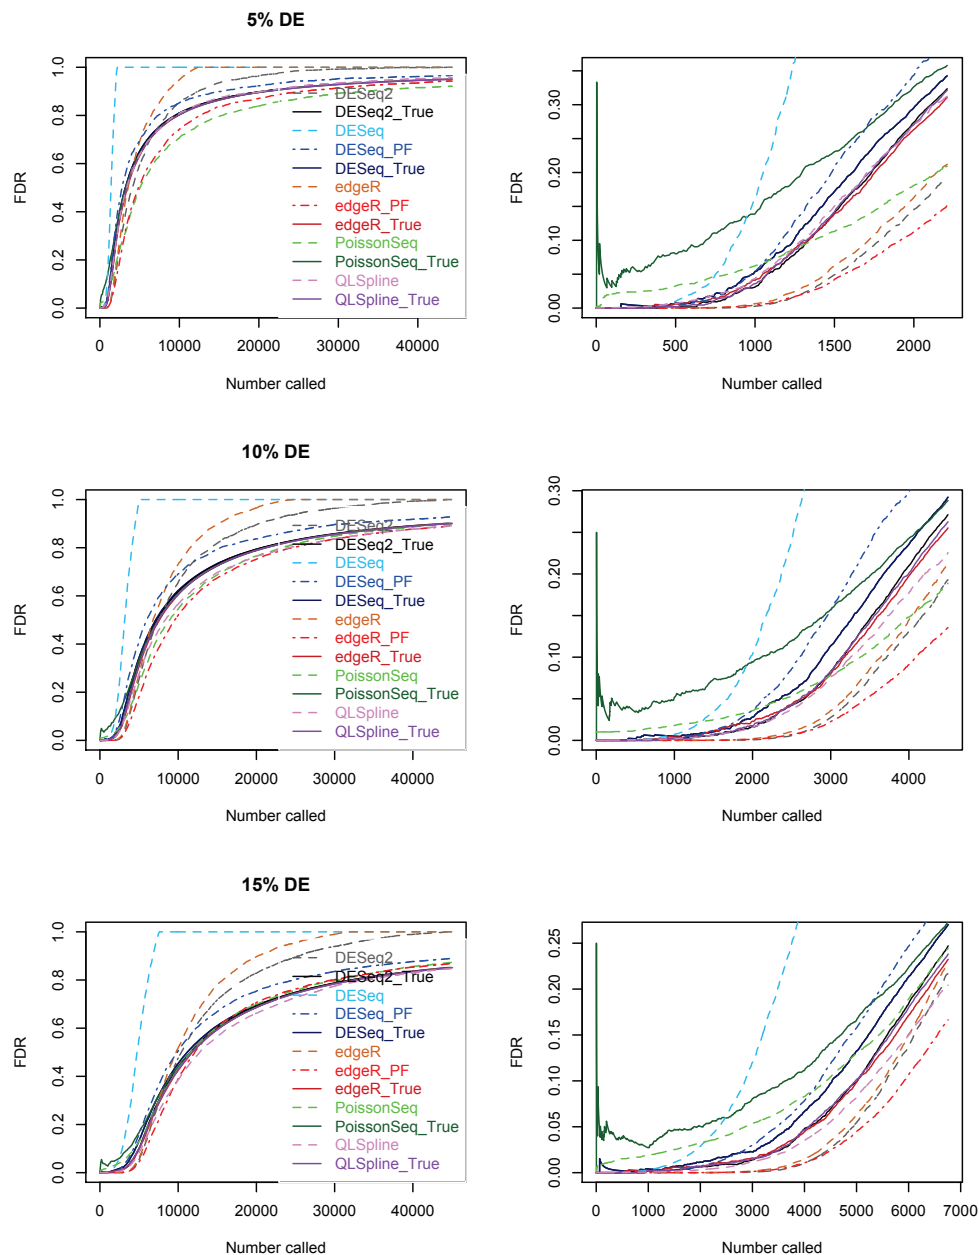 5% DE
FDR
0.0 0.2 0.4 0.6 0.8 1.0
DESeq2
DESeq2_True
DESeq
DESeq_PF
DESeq_True
edgeR
edgeR_PF
edgeR_True
PoissonSeq
PoissonSeq_True
QLSpline
QLSpline_True
0 10000 20000 30000 40000
Number called
FDR
0.00 0.10 0.20 0.30
0 500 1000 1500 2000
Number called
10% DE
FDR
0.0 0.2 0.4 0.6 0.8 1.0
DESeq2
DESeq2_True
DESeq
DESeq_PF
DESeq_True
edgeR
edgeR_PF
edgeR_True
PoissonSeq
PoissonSeq_True
QLSpline
QLSpline_True
0 10000 20000 30000 40000
Number called
FDR
0.00 0.10 0.20 0.30
0 1000 2000 3000 4000
Number called
15% DE
FDR
0.0 0.2 0.4 0.6 0.8 1.0
DESeq2
DESeq2_True
DESeq
DESeq_PF
DESeq_True
edgeR
edgeR_PF
edgeR_True
PoissonSeq
PoissonSeq_True
QLSpline
QLSpline_True
0 10000 20000 30000 40000
Number called
FDR
0.00 0.05 0.10 0.15 0.20 0.25
0 1000 2000 3000 4000 5000 6000 7000
Number called